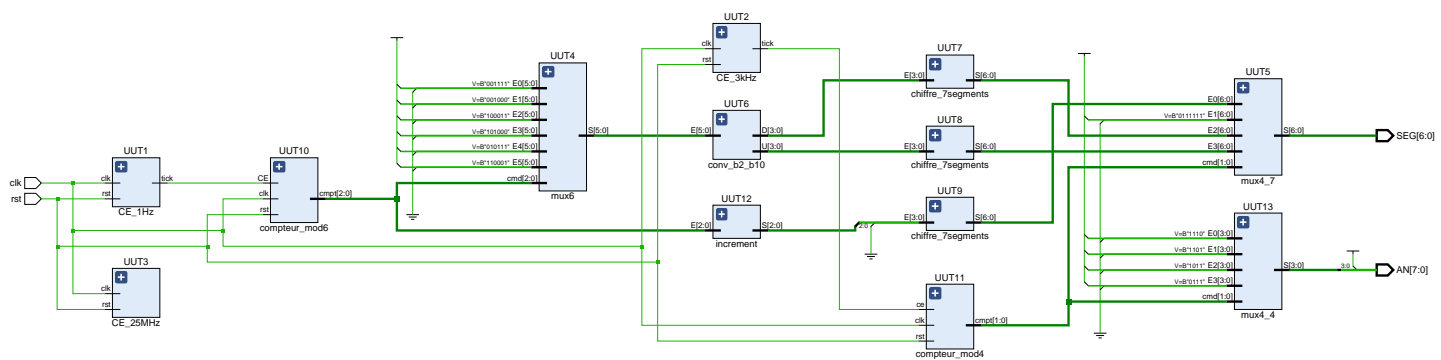 UUT1
clk
rst
tick
CE_1Hz
clk
rst
UUT3
clk
rst
CE_25MHz
UUT10
CE
clk
rst
cmpt[2:0]
compteur_mod6
UUT4
V=B"001111" E0[5:0]
V=B"001000" E1[5:0]
V=B"100011" E2[5:0]
V=B"101000" E3[5:0]
V=B"010111" E4[5:0]
V=B"110001" E5[5:0]
cmd[2:0]
S[5:0]
mux6
UUT2
clk
rst
tick
CE_3kHz
UUT6
E[5:0]
D[3:0]
U[3:0]
conv_b2_b10
UUT12
E[2:0]
S[2:0]
increment
2:0
UUT7
E[3:0]
S[6:0]
chiffre_7segments
UUT8
E[3:0]
S[6:0]
chiffre_7segments
UUT9
E[3:0]
S[6:0]
chiffre_7segments
UUT11
ce
clk
rst
cmpt[1:0]
compteur_mod4
UUT5
E0[6:0]
V=B"0111111" E1[6:0]
E2[6:0]
E3[6:0]
cmd[1:0]
S[6:0]
mux4_7
SEG[6:0]
UUT13
V=B"1110" E0[3:0]
V=B"1101" E1[3:0]
V=B"1011" E2[3:0]
V=B"0111" E3[3:0]
cmd[1:0]
S[3:0]
mux4_4
3:0
AN[7:0]